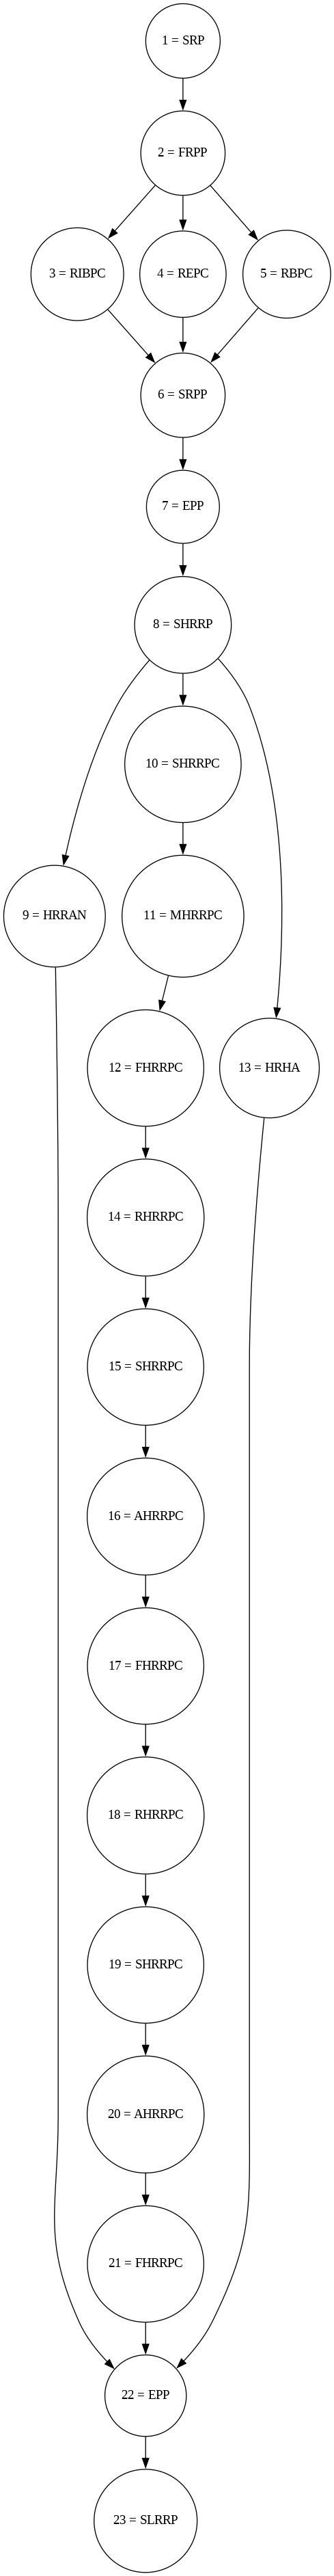 1 = SRP
2 = FRPP
3 = RIBPC
4 = REPC
5 = RBPC
6 = SRPP
7 = EPP
8 = SHRRP
10 = SHRRPC
9 = HRRAN
11 = MHRRPC
12 = FHRRPC
13 = HRHA
14 = RHRRPC
15 = SHRRPC
16 = AHRRPC
17 = FHRRPC
18 = RHRRPC
19 = SHRRPC
20 = AHRRPC
21 = FHRRPC
22 = EPP
23 = SLRRP